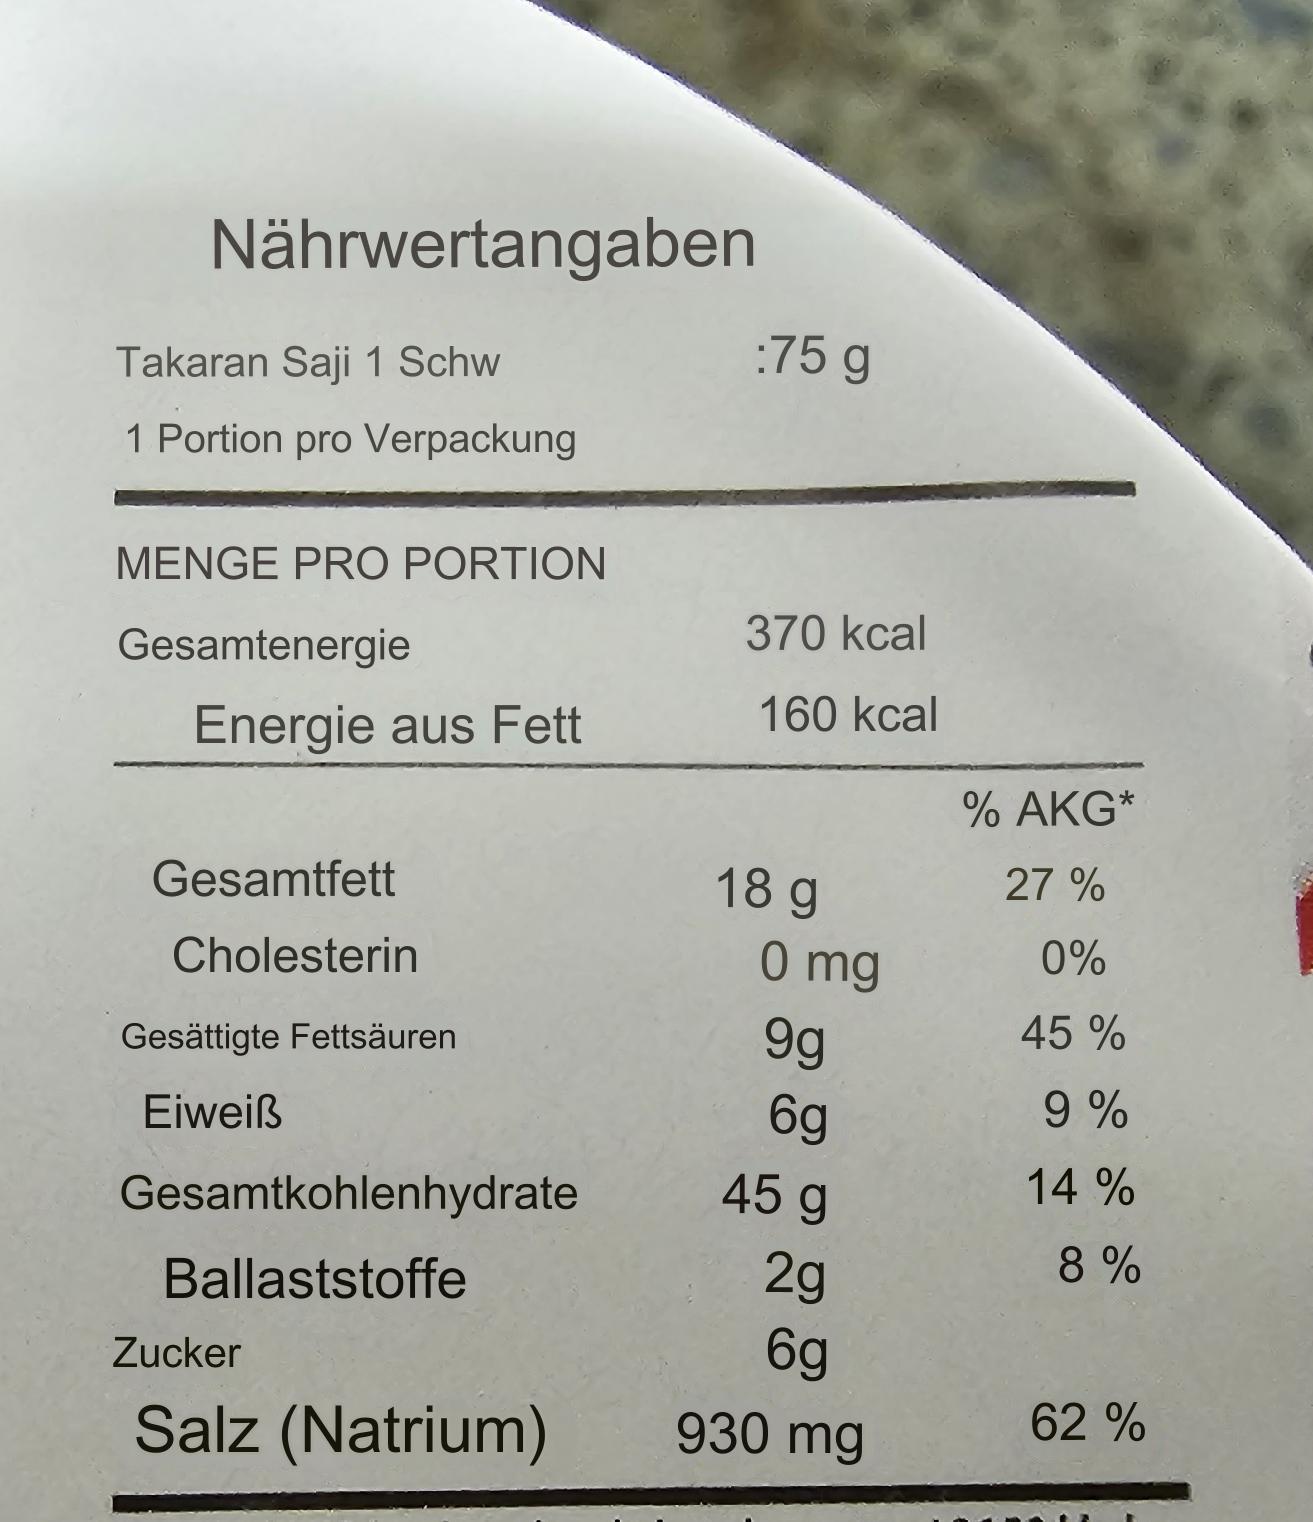 Nährwertangaben
Takaran Saji 1 Schw :75 g
1 Portion pro Verpackung
MENGE PRO PORTION
Gesamtenergie 370 kcal
Energie aus Fett 160 kcal
% AKG*
Gesamtfett 18 g 27 %
Cholesterin 0 mg 0%
Gesättigte Fettsäuren 9g 45 %
Eiweiß 6g 9 %
Gesamtkohlenhydrate 45 g 14 %
Ballaststoffe 2g 8 %
Zucker 6g
Salz (Natrium) 930 mg 62 %